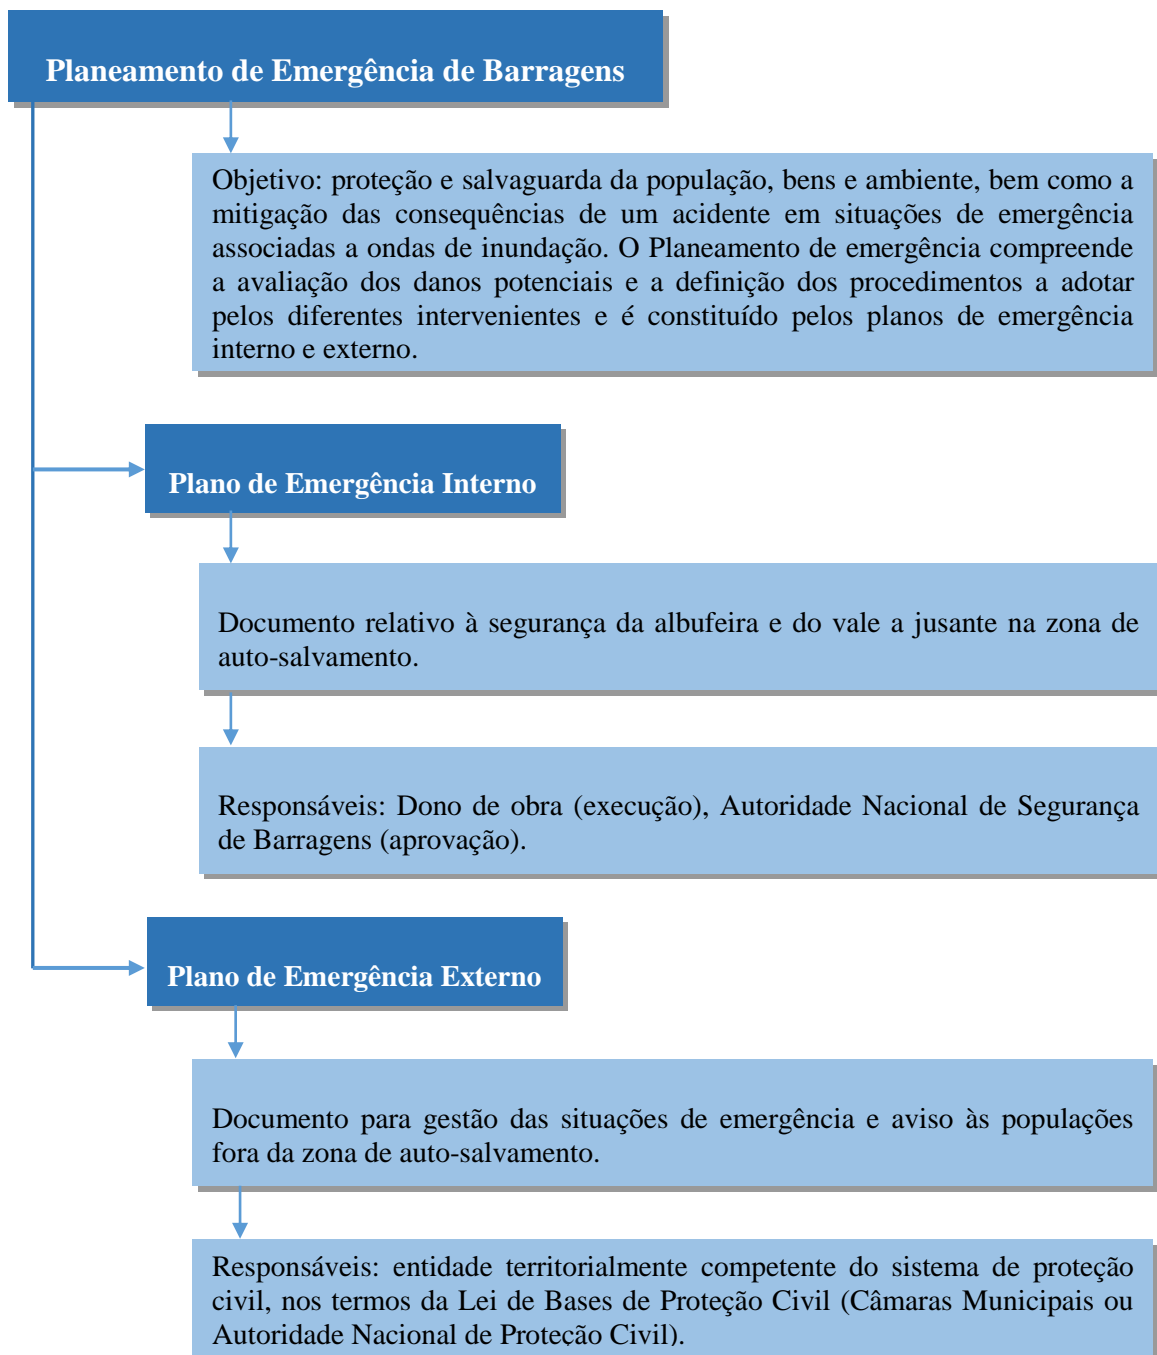 Planeamento de Emergência de Barragens
Objetivo: proteção e salvaguarda da população, bens e ambiente, bem como a
mitigação das consequências de um acidente em situações de emergência
associadas a ondas de inundação. O Planeamento de emergência compreende
a avaliação dos danos potenciais e a definição dos procedimentos a adotar
pelos diferentes intervenientes e é constituído pelos planos de emergência
interno e externo.
Plano de Emergência Interno
Documento relativo à segurança da albufeira e do vale a jusante na zona de
auto-salvamento.
Responsáveis: Dono de obra (execução), Autoridade Nacional de Segurança
de Barragens (aprovação).
Plano de Emergência Externo
Documento para gestão das situações de emergência e aviso às populações
fora da zona de auto-salvamento.
Responsáveis: entidade territorialmente competente do sistema de proteção
civil, nos termos da Lei de Bases de Proteção Civil (Câmaras Municipais ou
Autoridade Nacional de Proteção Civil).